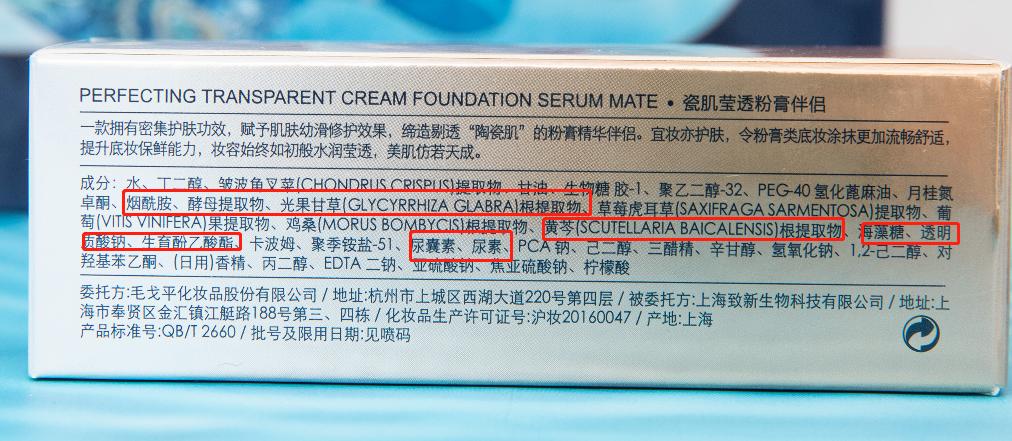 PERFECTING TRANSPARENT CREAM FOUNDATION SERUM MATE • 瓷肌莹透粉膏伴侣
一款拥有密集护肤功效，赋予肌肤幼滑修护效果，缔造剔透“陶瓷肌”的粉膏精华伴侣。宜妆亦护肤，令粉膏类底妆涂抹更加流畅舒适，
提升底妆保鲜能力，妆容始终如初般水润莹透，美肌仿若天成。
成分：水、丁二醇、皱波角叉菜(CHONDRUS CRISPUS)提取物、甘油、生物糖胶-1、聚乙二醇-32、PEG-40氢化蓖麻油、月桂氮
卓酮、烟酰胺、酵母提取物、光果甘草(GLYCYRRHIZA GLABRA)根提取物、草莓虎耳草(SAXIFRAGA SARMENTOSA)提取物、葡
萄(VITIS VINIFERA)果提取物、鸡桑(MORUS BOMBYCIS)根提取物、黄芩(SCUTELLARIA BAICALENSIS)根提取物、海藻糖、透明
质酸钠、生育酚乙酸酯、卡波姆、聚季铵盐-51、尿囊素、尿素、PCA钠、己二醇、三醋精、辛甘醇、氢氧化钠、1,2-己二醇、对
羟基苯乙酮、(日用)香精、丙二醇、EDTA二钠、亚硫酸钠、焦亚硫酸钠、柠檬酸
委托方:毛戈平化妆品股份有限公司 / 地址:杭州市上城区西湖大道220号第四层 / 被委托方:上海致新生物科技有限公司 / 地址:上
海市奉贤区金汇镇江艇路188号第三、四栋 / 化妆品生产许可证号:沪妆20160047 / 产地:上海
产品标准号:QB/T 2660 / 批号及限用日期:见喷码